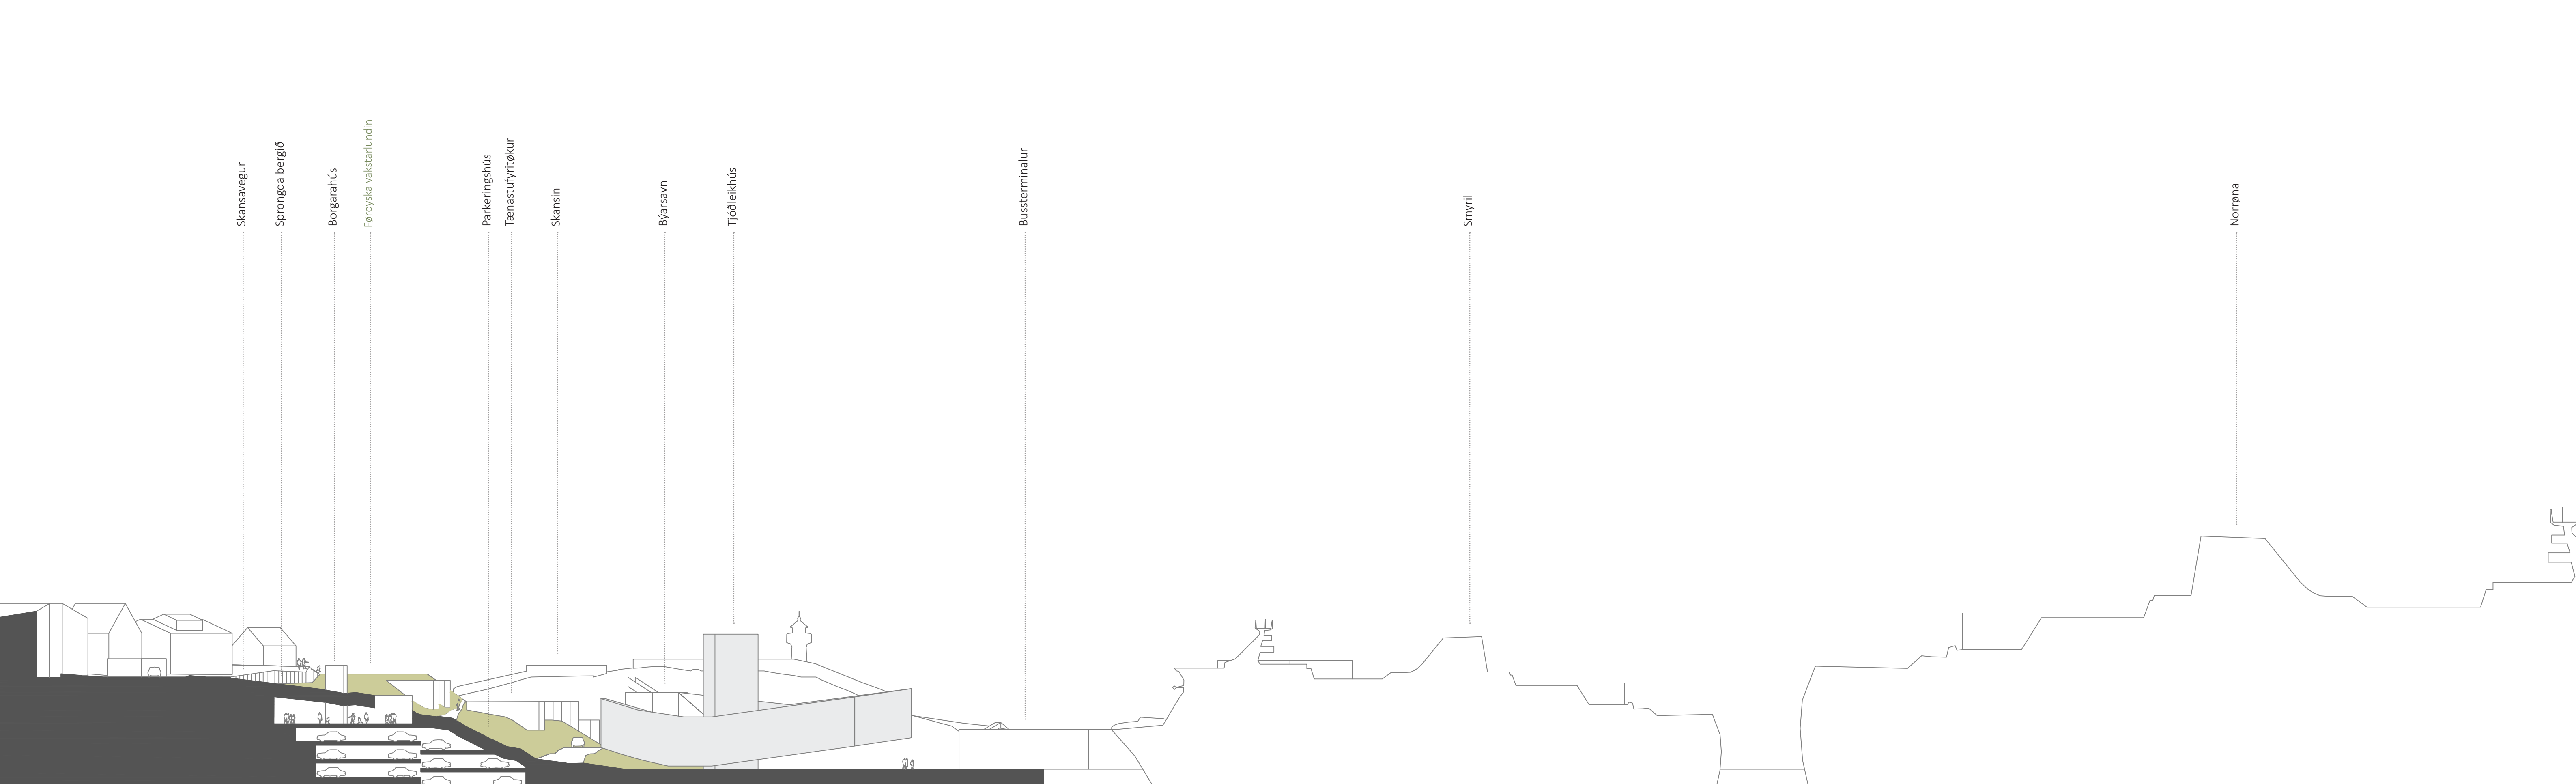 Skansavegur
Sprongda bergið
Borgarahús
Føroyska vakstarlundin
Parkeringshús
Tænastufyritøkur
Skansin
Býarsavn
Tjóðleikhús
Bussterminalur
Smyril
Norrøna